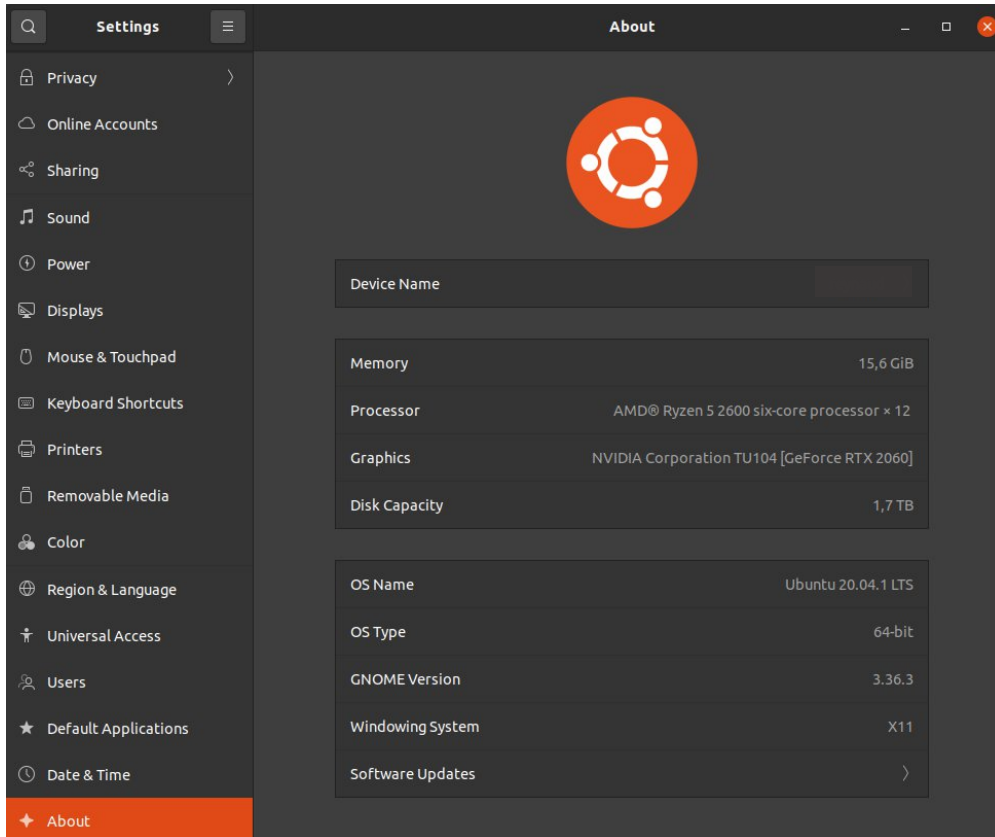 Settings
About
Privacy
Online Accounts
Sharing
Sound
Power
Displays
Mouse & Touchpad
Keyboard Shortcuts
Printers
Removable Media
Color
Region & Language
Universal Access
Users
Default Applications
Date & Time
About
Device Name
Memory 15,6 GiB
Processor AMD® Ryzen 5 2600 six-core processor × 12
Graphics NVIDIA Corporation TU104 [GeForce RTX 2060]
Disk Capacity 1,7 TB
OS Name Ubuntu 20.04.1 LTS
OS Type 64-bit
GNOME Version 3.36.3
Windowing System X11
Software Updates